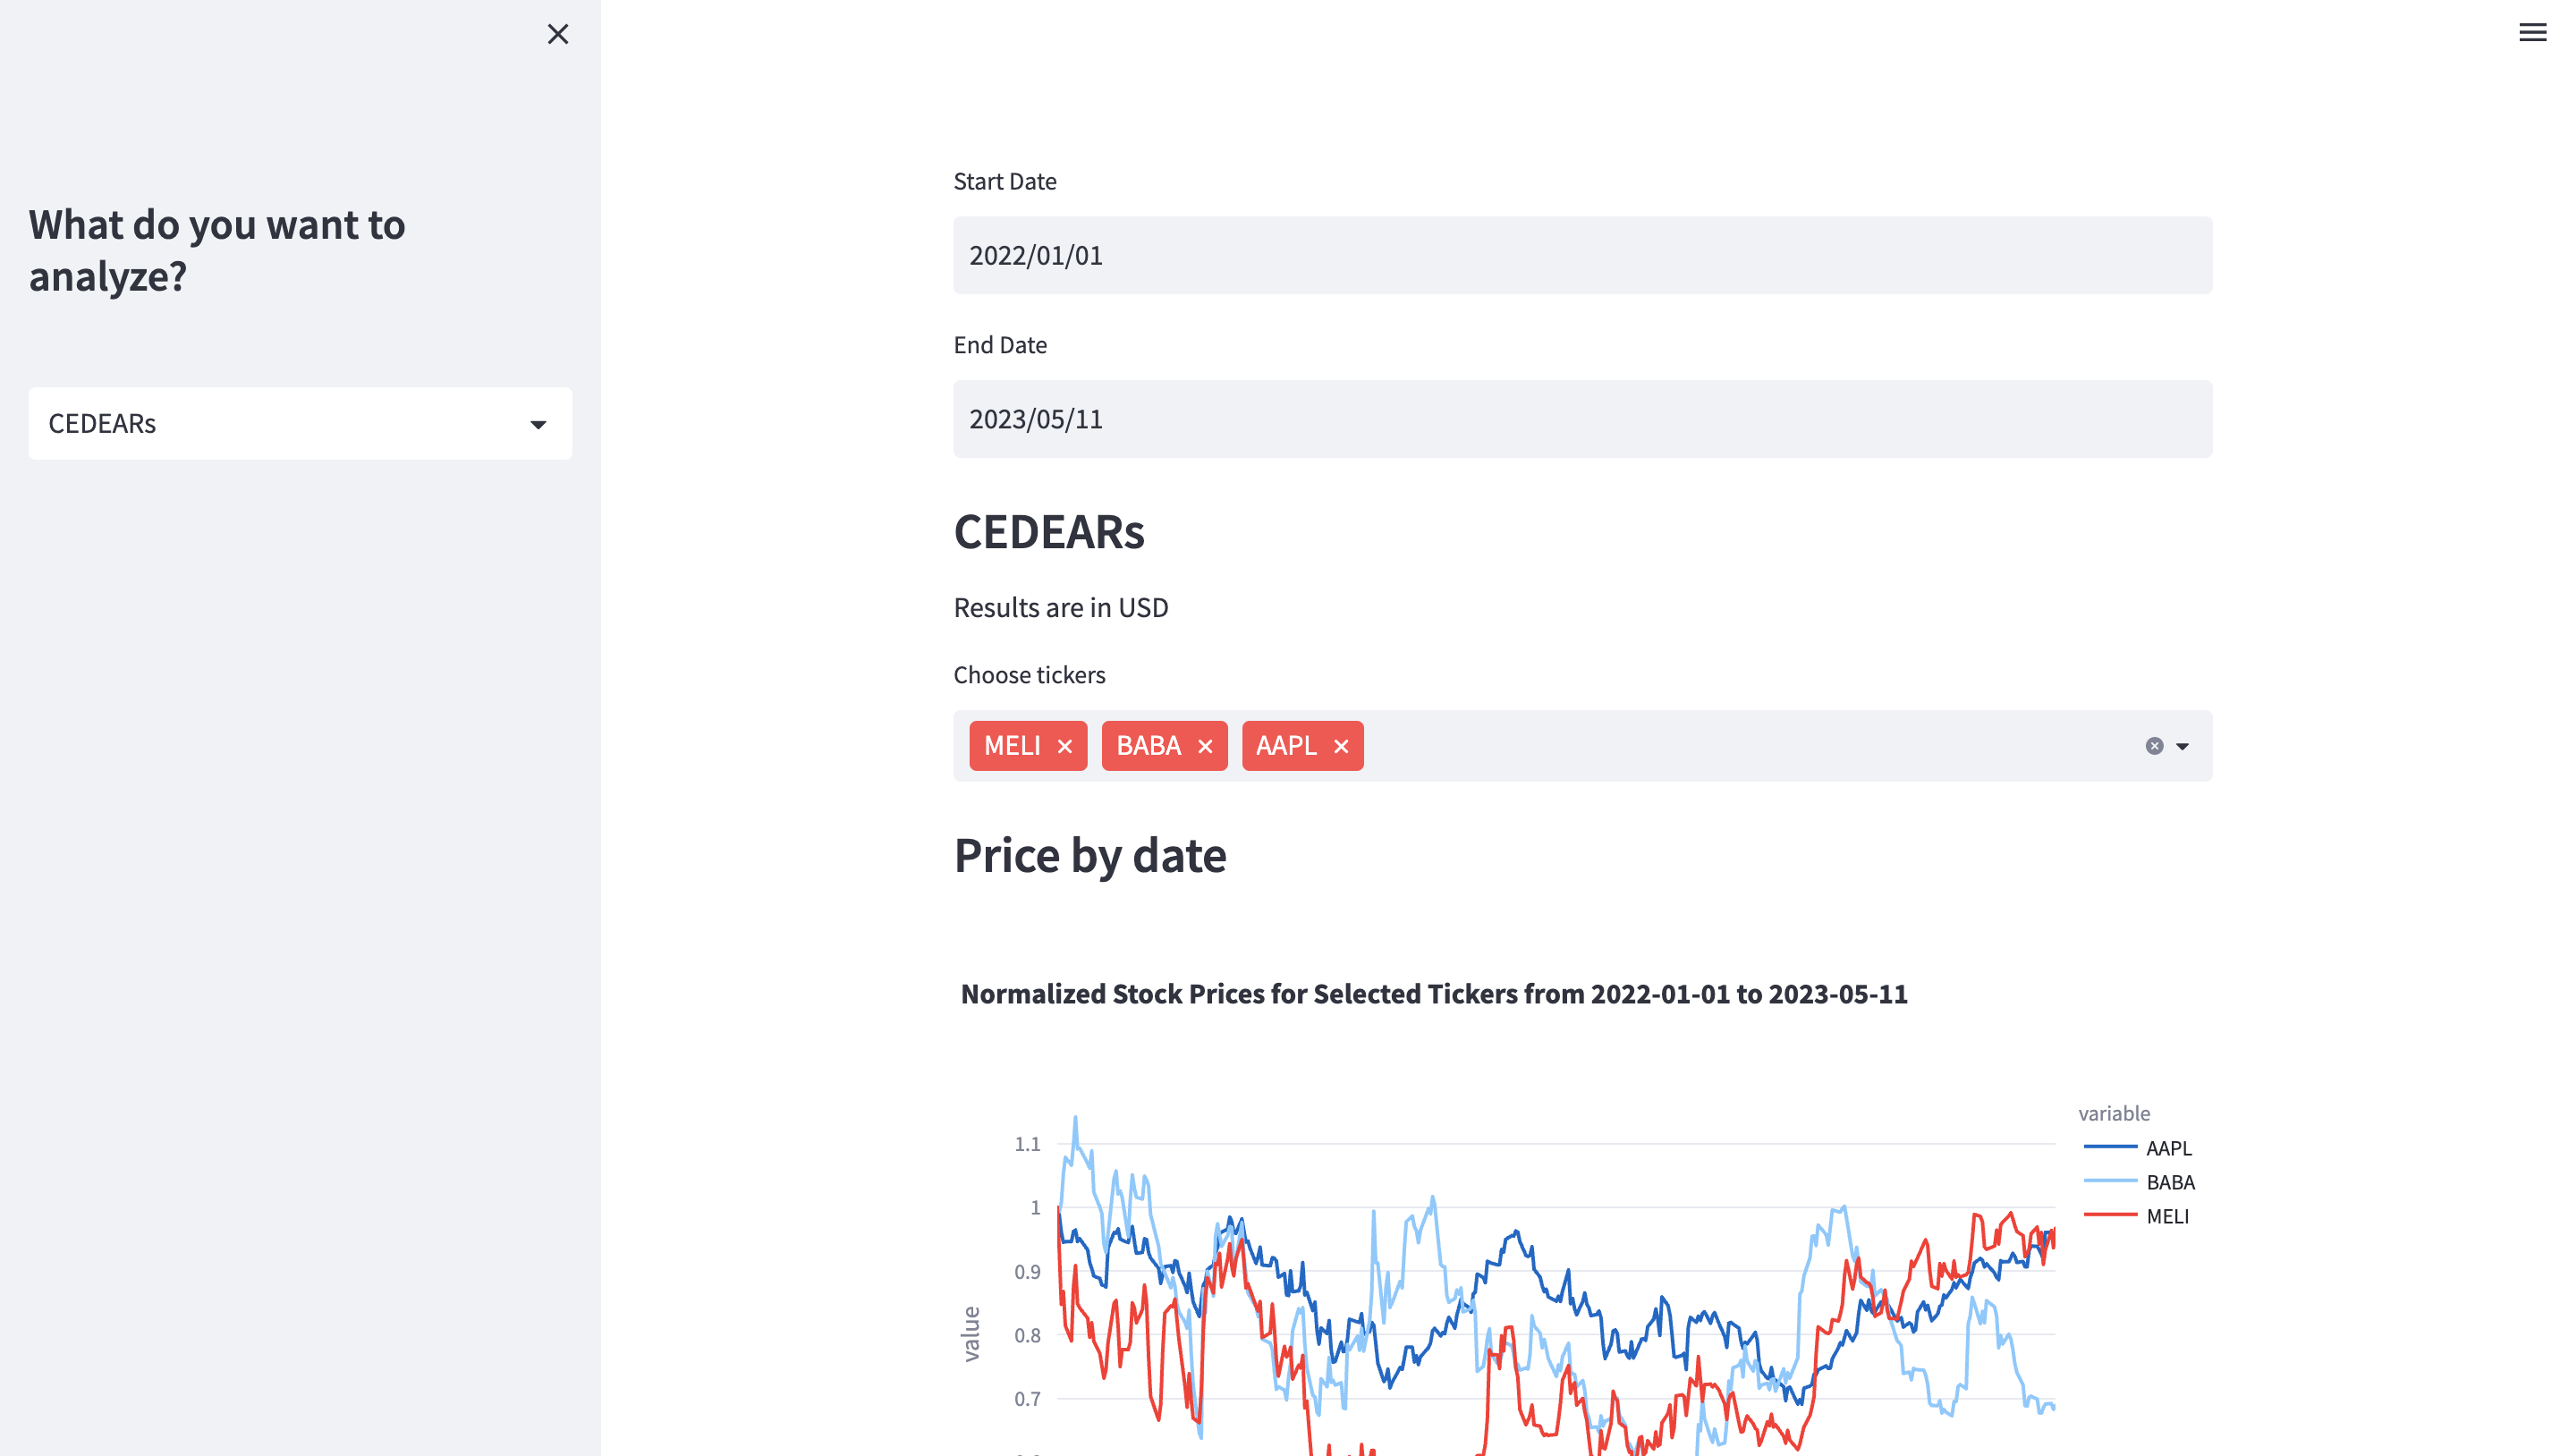 What do you want to
analyze?
CEDEARs
Start Date
2022/01/01
End Date
2023/05/11
CEDEARs
Results are in USD
Choose tickers
MELI
BABA
AAPL
Price by date
Normalized Stock Prices for Selected Tickers from 2022-01-01 to 2023-05-11
variable
AAPL
BABA
MELI
1.1
1
0.9
0.8
0.7
value